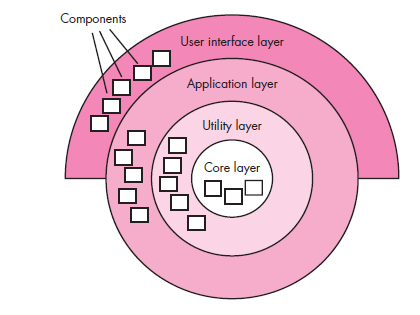 Components
User interface layer
Application layer
Utility layer
Core layer